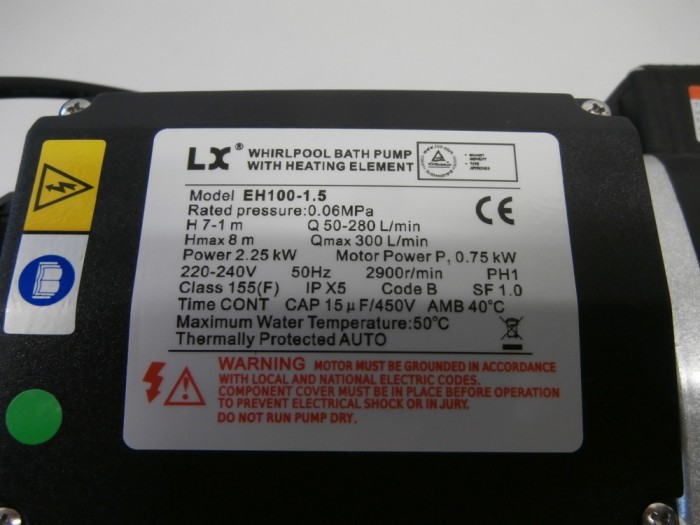 LX® WHIRLPOOL BATH PUMP
WITH HEATING ELEMENT
Model EH100-1.5
Rated pressure:0.06MPa
H 7-1 m Q 50-280 L/min
Hmax 8 m Qmax 300 L/min
Power 2.25 kW Motor Power P, 0.75 kW
220-240V 50Hz 2900r/min PH1
Class 155(F) IP X5 Code B SF 1.0
Time CONT CAP 15 µF/450V AMB 40°C
Maximum Water Temperature:50°C
Thermally Protected AUTO
CE
WARNING MOTOR MUST BE GROUNDED IN ACCORDANCE
WITH LOCAL AND NATIONAL ELECTRIC CODES.
COMPONENT COVER MUST BE IN PLACE BEFORE OPERATION
TO PREVENT ELECTRICAL SHOCK OR IN JURY.
DO NOT RUN PUMP DRY.